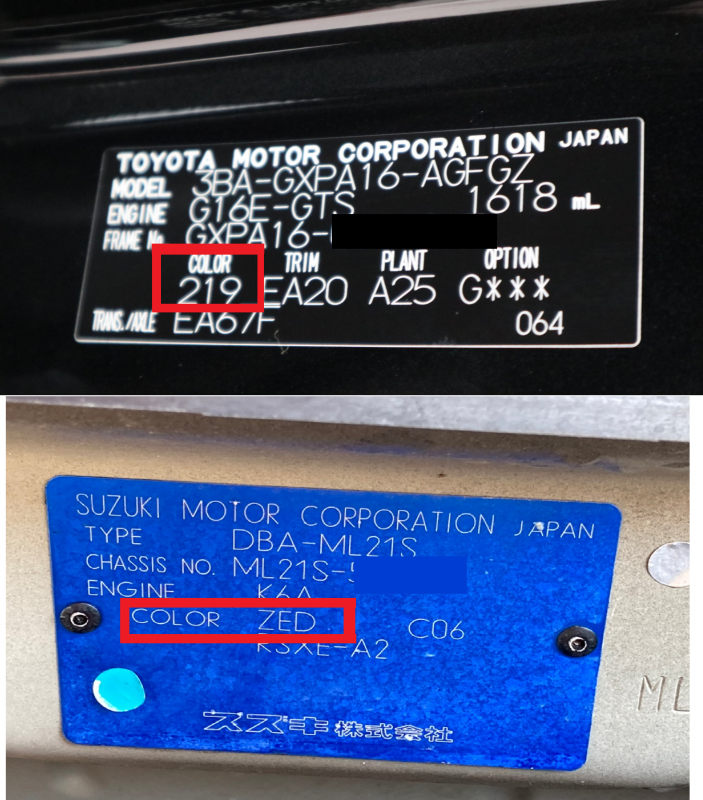 TOYOTA MOTOR CORPORATION JAPAN
MODEL 3BA-GXPA16-AGFGZ
ENGINE G16E-GTS 1618 mL
FRAME No. GXPA16-
COLOR TRIM PLANT OPTION
219 EA20 A25 G***
TRANS./AXLE EA67F 064
SUZUKI MOTOR CORPORATION JAPAN
TYPE DBA-ML21S
CHASSIS NO. ML21S-5
ENGINE K6A
COLOR ZED C06
RSXE-A2
スズキ株式会社
ML